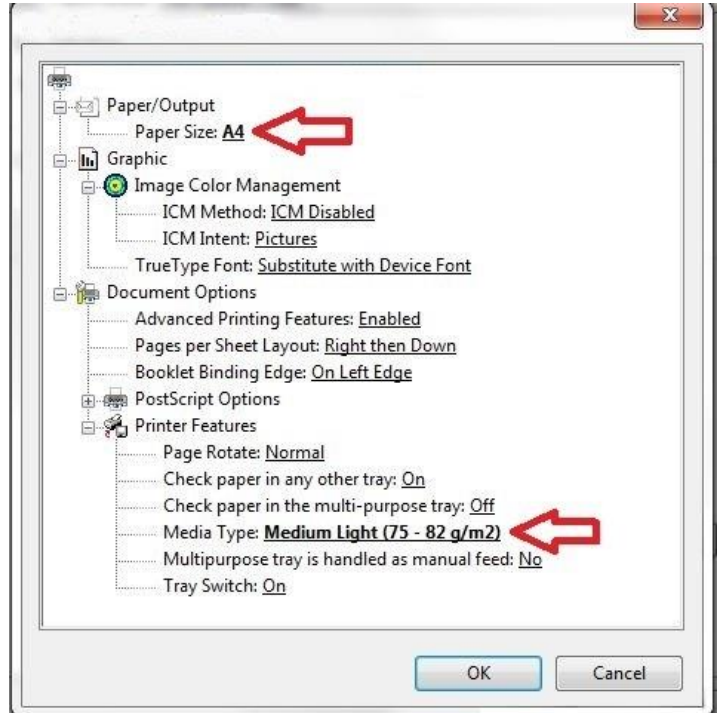 Paper/Output
Paper Size: A4
Graphic
Image Color Management
ICM Method: ICM Disabled
ICM Intent: Pictures
TrueType Font: Substitute with Device Font
Document Options
Advanced Printing Features: Enabled
Pages per Sheet Layout: Right then Down
Booklet Binding Edge: On Left Edge
PostScript Options
Printer Features
Page Rotate: Normal
Check paper in any other tray: On
Check paper in the multi-purpose tray: Off
Media Type: Medium Light (75 - 82 g/m2)
Multipurpose tray is handled as manual feed: No
Tray Switch: On
OK Cancel